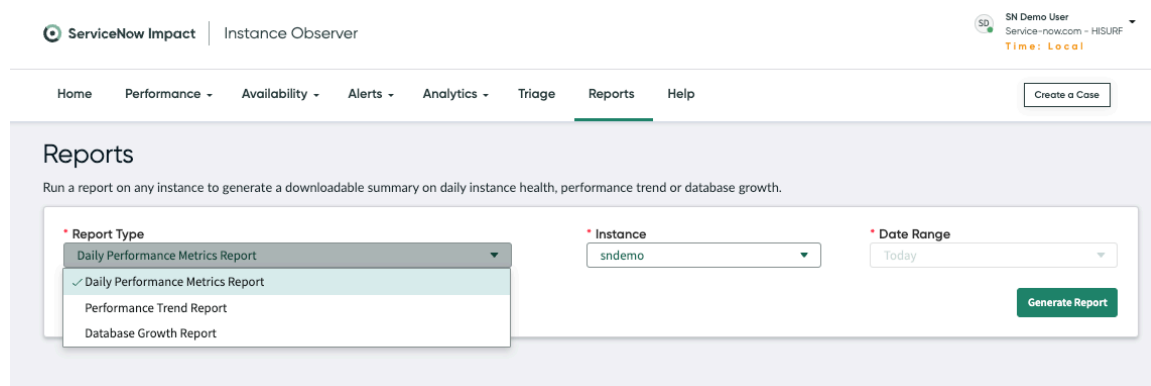 ServiceNow Impact | Instance Observer
SD
SN Demo User
Service-now.com - HISURF
Time: Local
Home Performance Availability Alerts Analytics Triage Reports Help
Create a Case
Reports
Run a report on any instance to generate a downloadable summary on daily instance health, performance trend or database growth.
* Report Type
Daily Performance Metrics Report
✓ Daily Performance Metrics Report
Performance Trend Report
Database Growth Report
* Instance
sndemo
* Date Range
Today
Generate Report